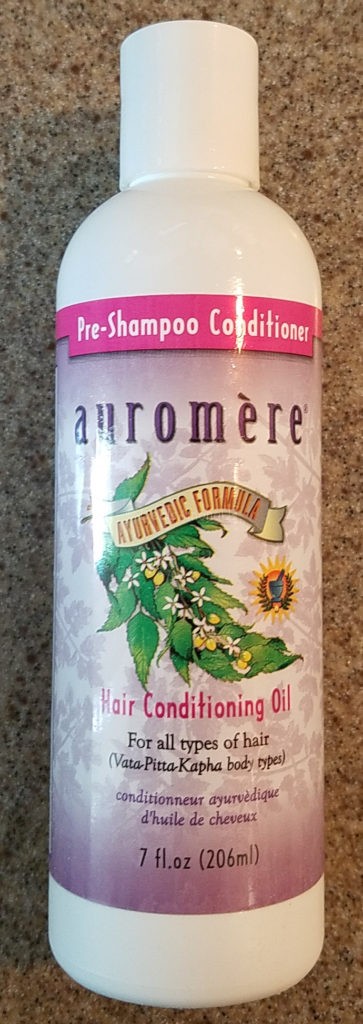 Pre-Shampoo Conditioner
auromère®
AYURVEDIC FORMULA
Hair Conditioning Oil
For all types of hair
(Vata-Pitta-Kapha body types)
conditionneur ayurvèdique
d'huile de cheveux
7 fl.oz (206ml)